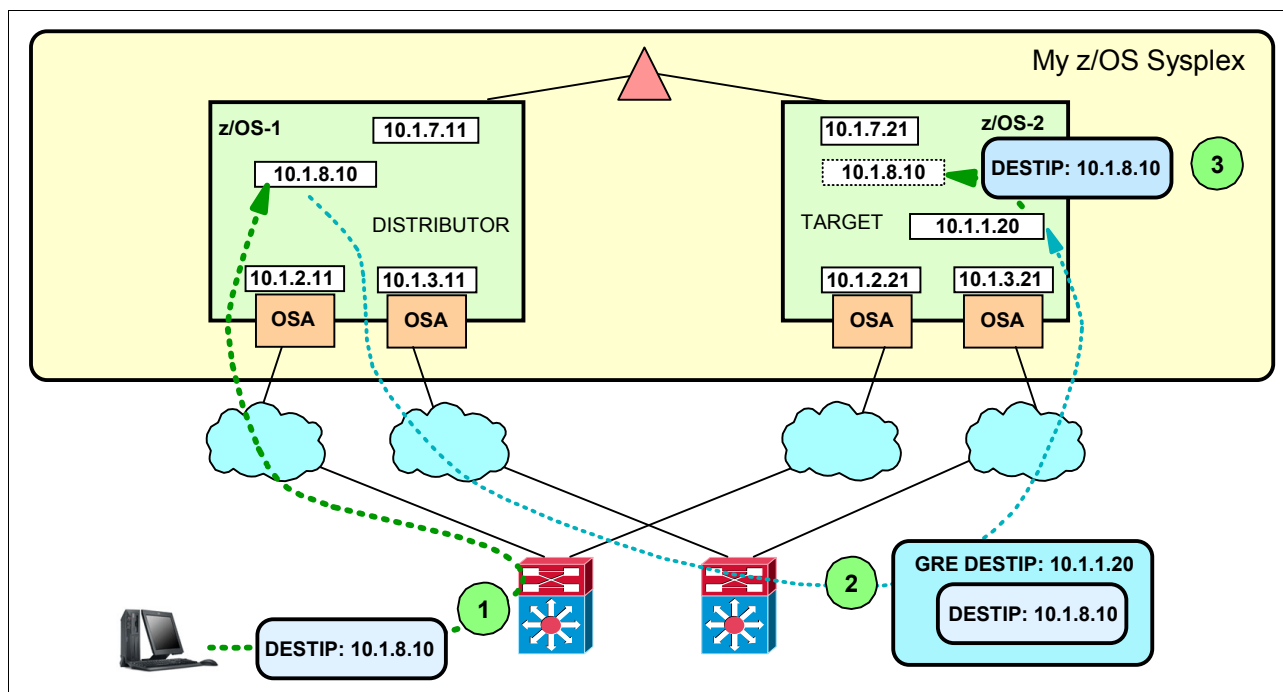 My z/OS Sysplex
z/OS-1
10.1.7.11
10.1.8.10
DISTRIBUTOR
10.1.2.11
10.1.3.11
OSA
OSA
10.1.7.21
z/OS-2
10.1.8.10
DESTIP: 10.1.8.10
3
TARGET
10.1.1.20
10.1.2.21
10.1.3.21
OSA
OSA
1
DESTIP: 10.1.8.10
2
GRE DESTIP: 10.1.1.20
DESTIP: 10.1.8.10